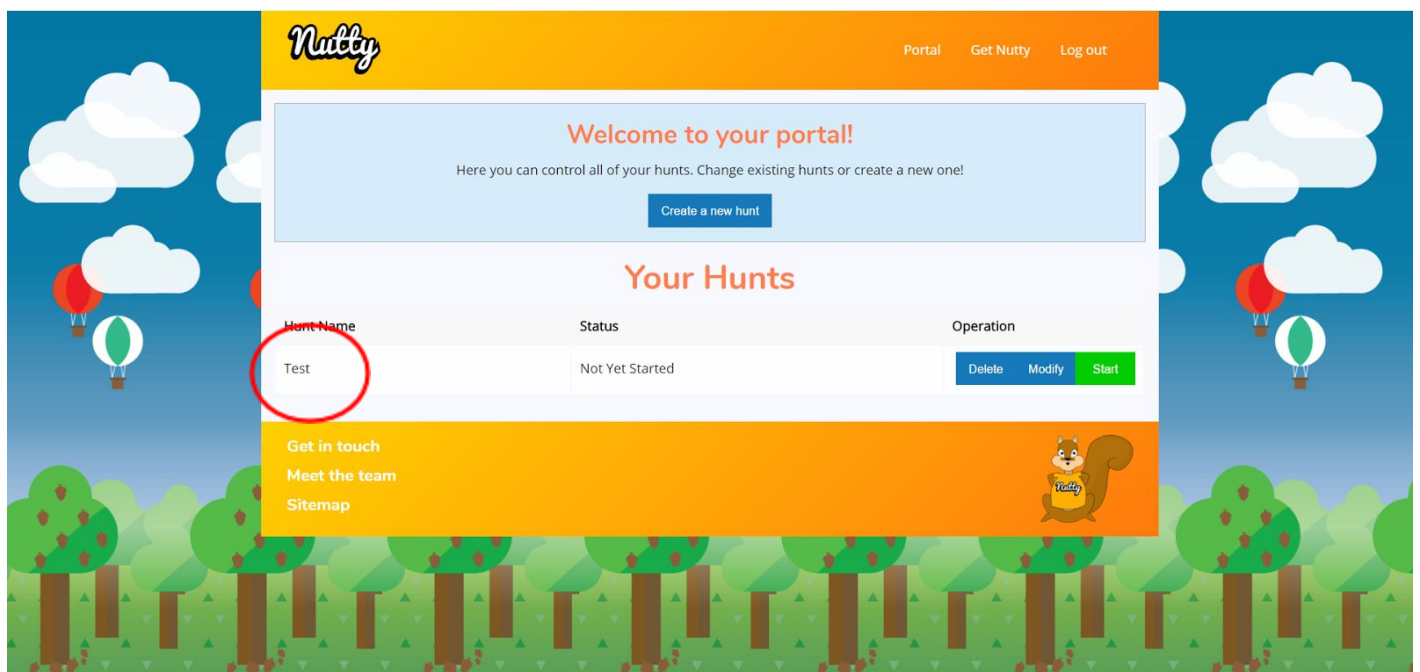 Nutty
Portal Get Nutty Log out
Welcome to your portal!
Here you can control all of your hunts. Change existing hunts or create a new one!
Create a new hunt
Your Hunts
Hunt Name Status Operation
Test Not Yet Started Delete Modify Start
Get in touch
Meet the team
Sitemap
Nutty